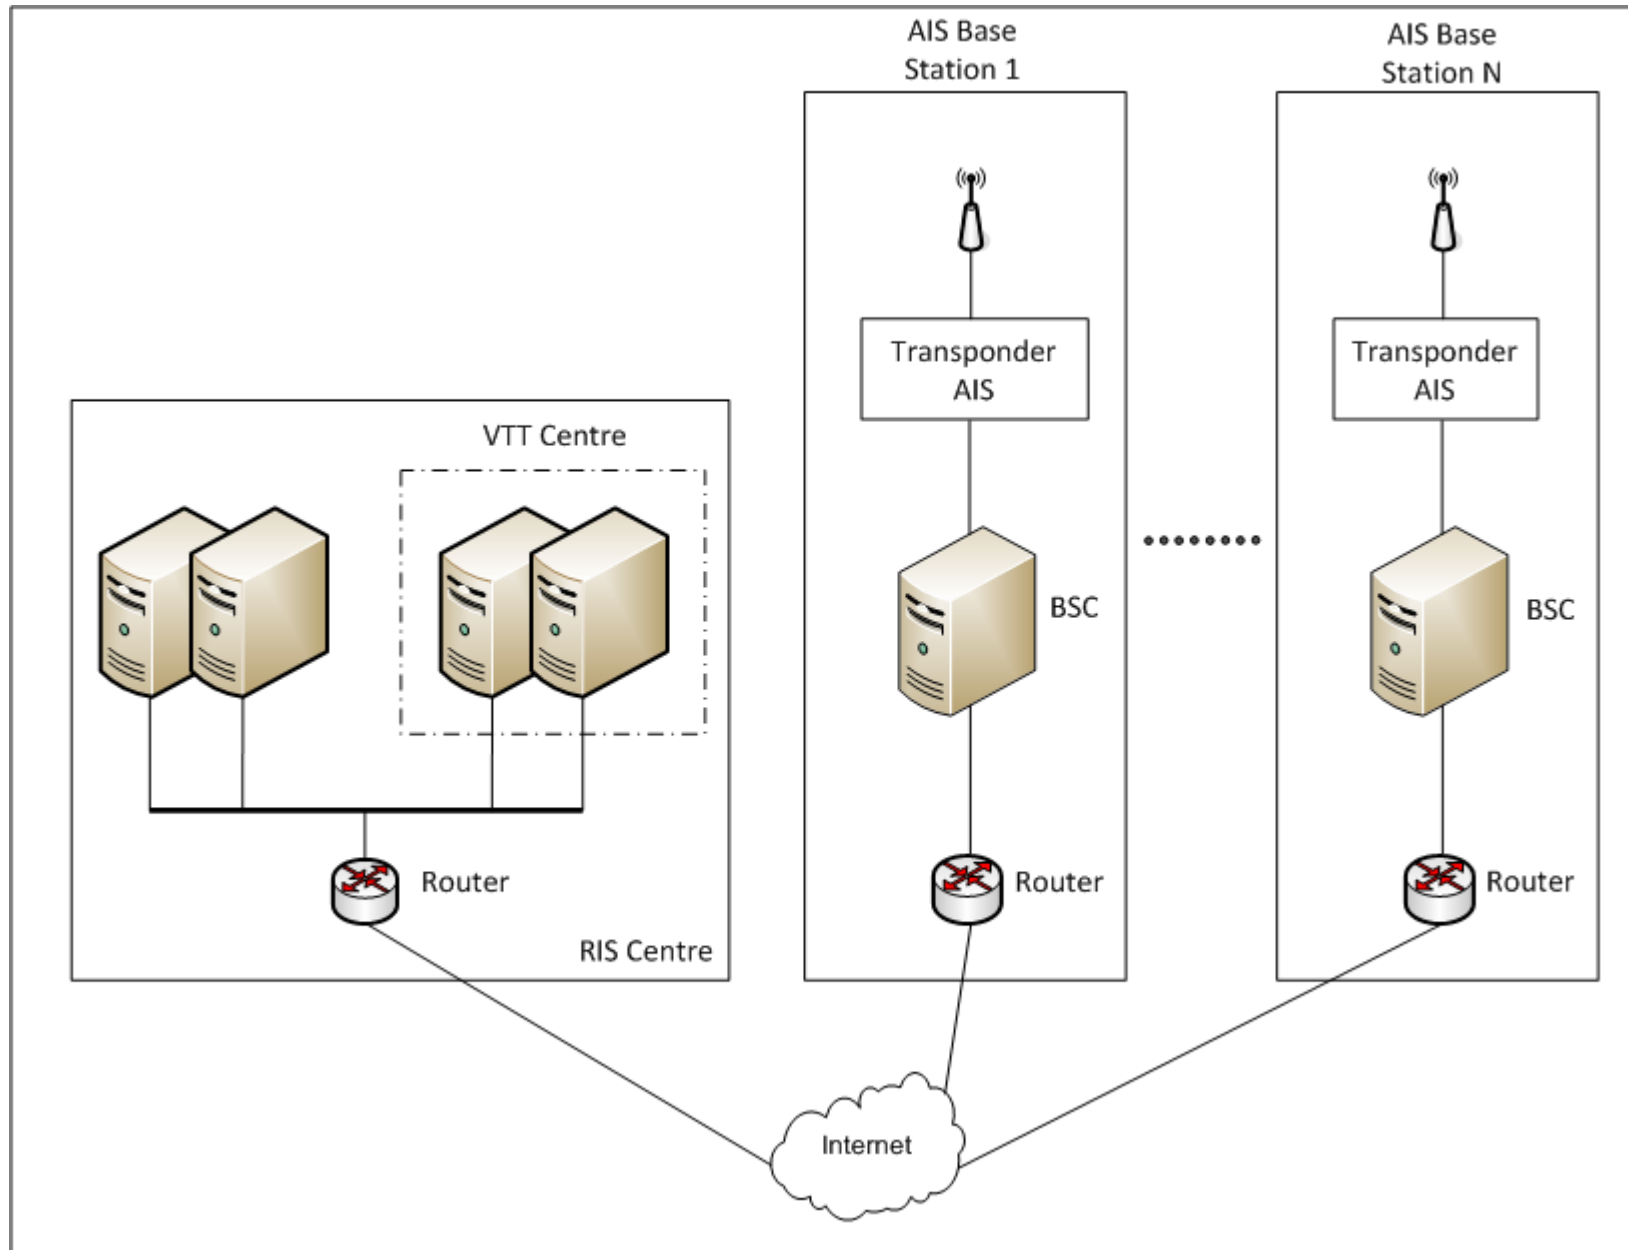 AIS Base
Station 1
AIS Base
Station N
Transponder
AIS
Transponder
AIS
VTT Centre
BSC
BSC
Router
Router
Router
RIS Centre
Internet